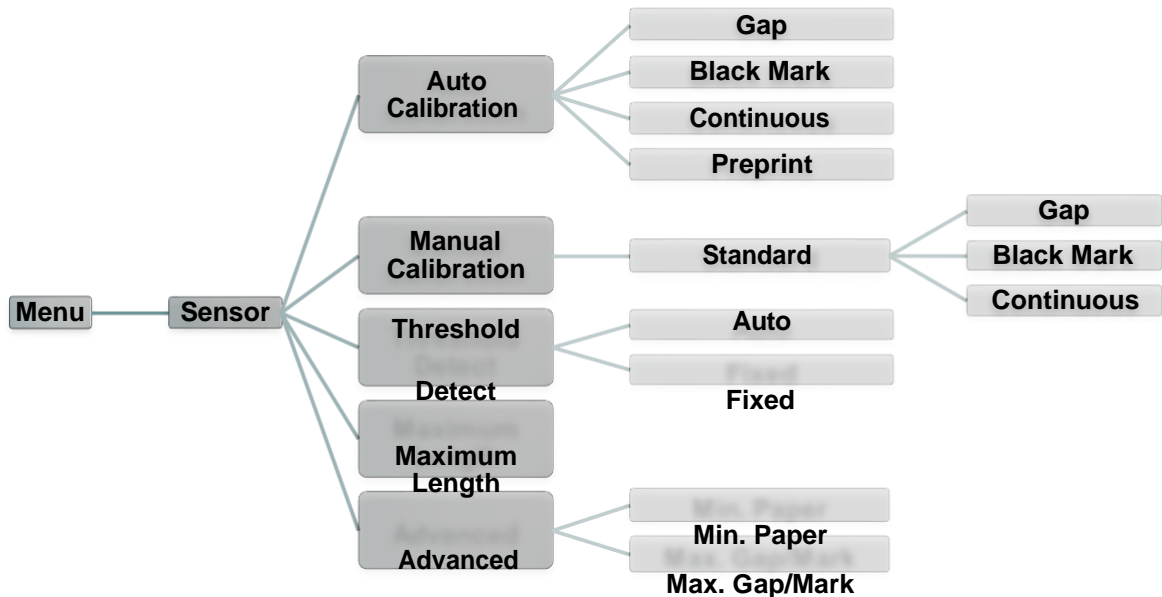 Menu
Sensor
Auto
Calibration
Gap
Black Mark
Continuous
Preprint
Manual
Calibration
Standard
Gap
Black Mark
Continuous
Threshold
Detect
Auto
Fixed
Maximum
Length
Advanced
Min. Paper
Max. Gap/Mark